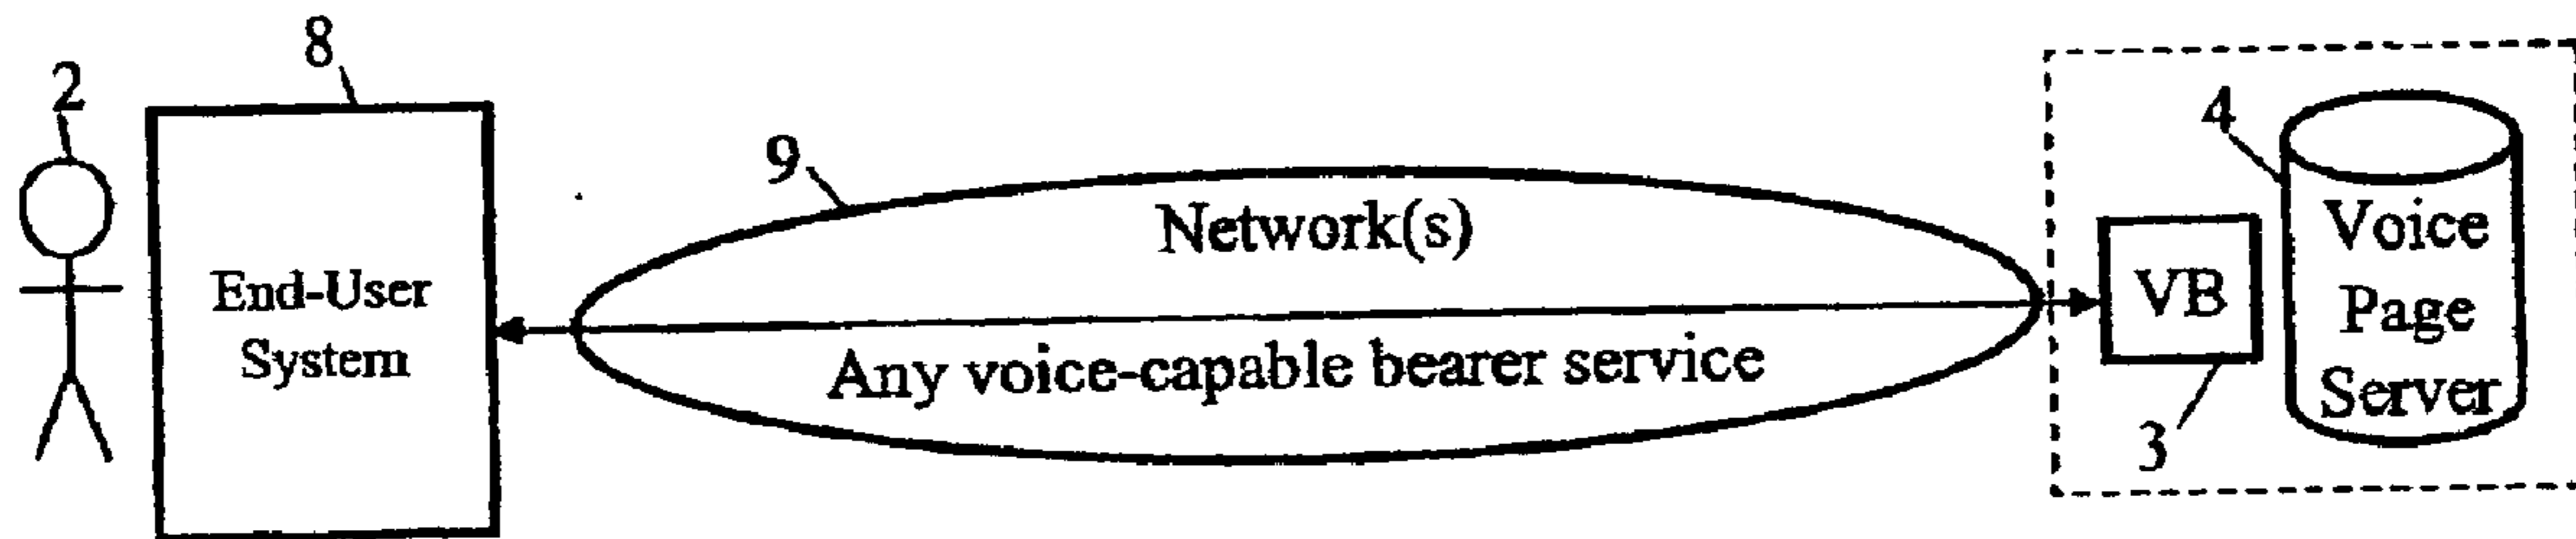 8
2
9
4
Network(s)
Voice
End-User
VB
Page
System
Any voice-capable bearer service
Server
3